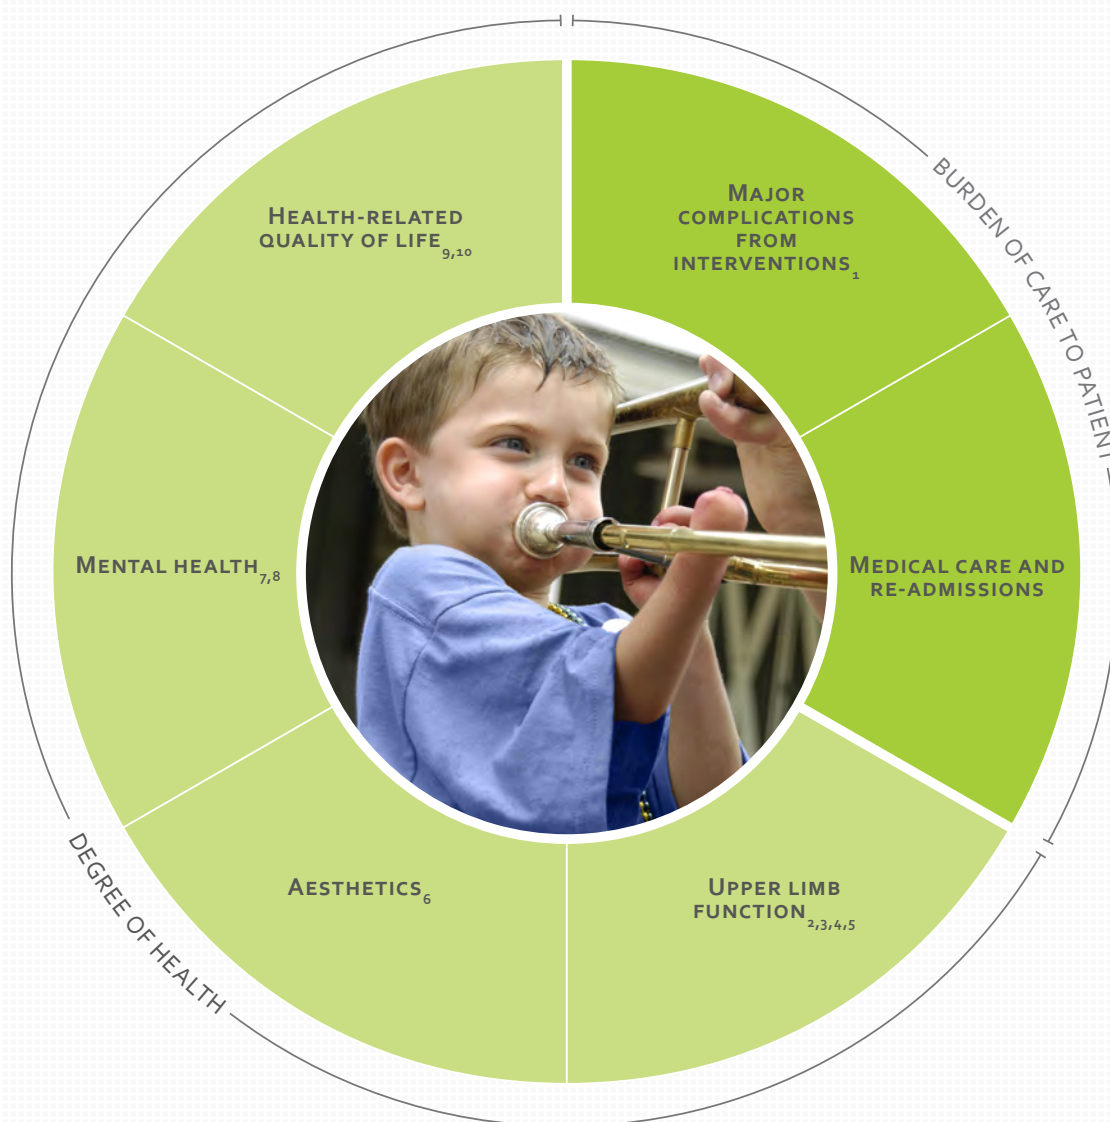 BURDEN OF CARE TO PATIENT
MAJOR
COMPLICATIONS
FROM
INTERVENTIONS1
MEDICAL CARE AND
RE-ADMISSIONS
UPPER LIMB
FUNCTION2,3,4,5
DEGREE OF HEALTH
AESTHETICS6
MENTAL HEALTH7,8
HEALTH-RELATED
QUALITY OF LIFE9,10